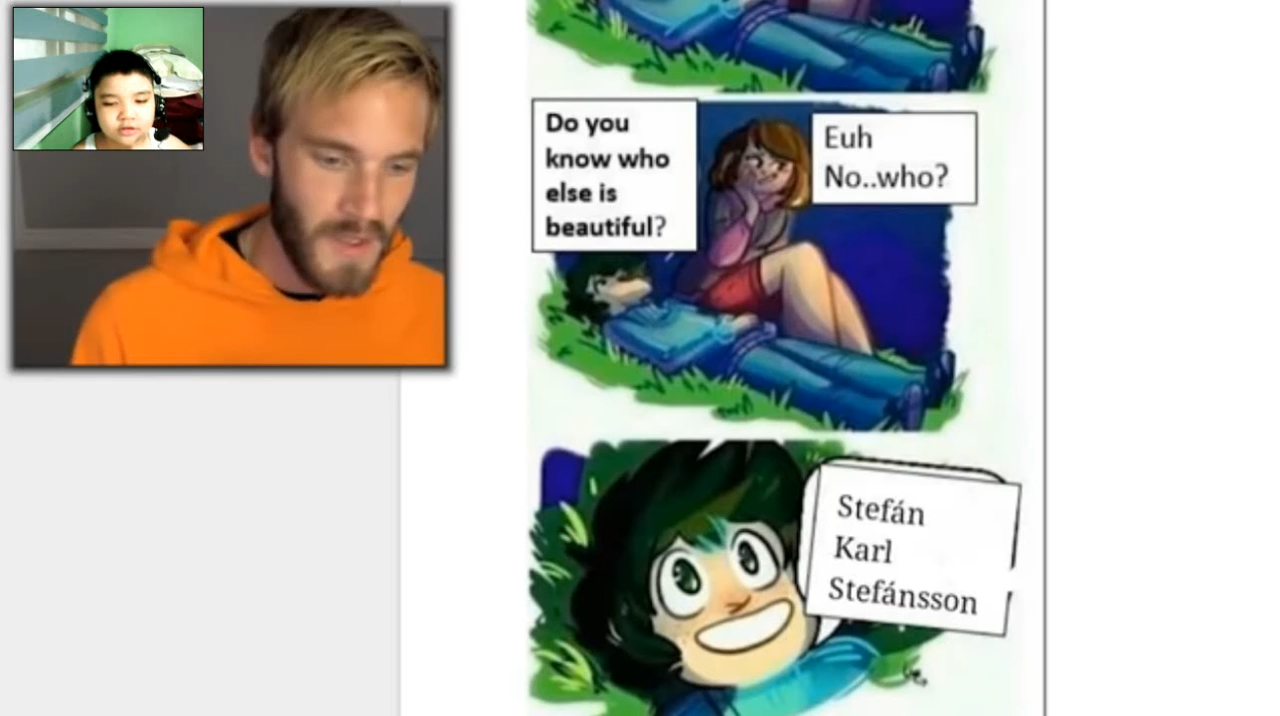 Do you
know who
else is
beautiful?
Euh
No..who?
Stefán
Karl
Stefánsson